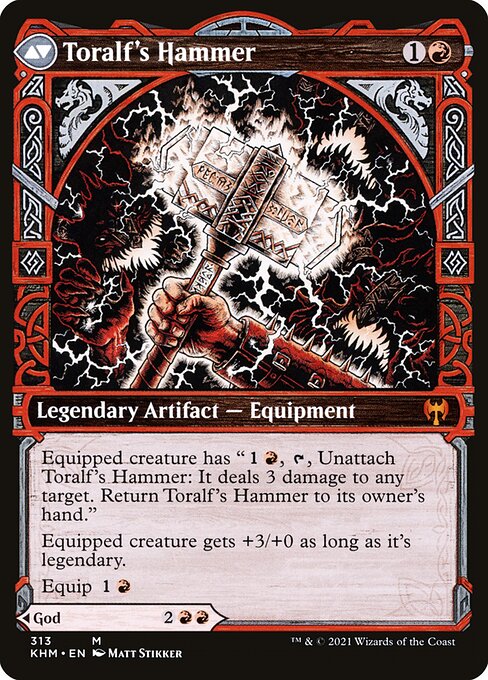 Toralf's Hammer 1
Legendary Artifact — Equipment
Equipped creature has “ 1 , , Unattach
Toralf's Hammer: It deals 3 damage to any
target. Return Toralf's Hammer to its owner's
hand.”
Equipped creature gets +3/+0 as long as it's
legendary.
Equip 1
God 2
313 M
KHM • EN MATT STIKKER
™ & © 2021 Wizards of the Coast